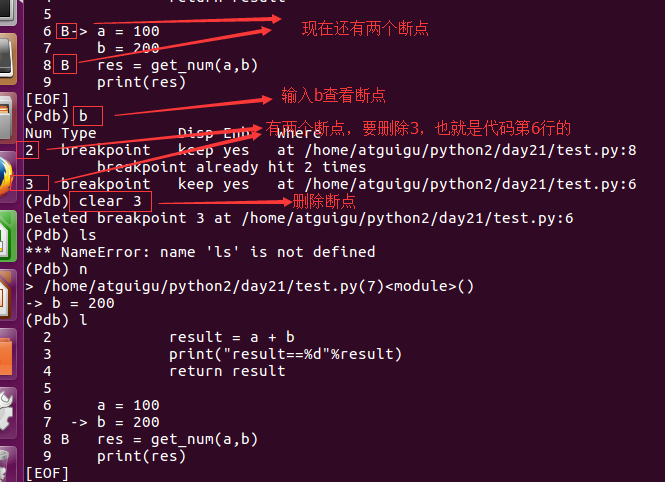 return result
5
6 B-> a = 100
现在还有两个断点
7 b = 200
8 B res = get_num(a,b)
9 print(res)
[EOF]
输入b查看断点
(Pdb) b
有两个断点，要删除3，也就是代码第6行的
Num Type Disp Enb Where
2 breakpoint keep yes at /home/atguigu/python2/day21/test.py:8
breakpoint already hit 2 times
3 breakpoint keep yes at /home/atguigu/python2/day21/test.py:6
(Pdb) clear 3
删除断点
Deleted breakpoint 3 at /home/atguigu/python2/day21/test.py:6
(Pdb) ls
*** NameError: name 'ls' is not defined
(Pdb) n
> /home/atguigu/python2/day21/test.py(7)<module>()
-> b = 200
(Pdb) l
2 result = a + b
3 print("result==%d"%result)
4 return result
5
6 a = 100
7 -> b = 200
8 B res = get_num(a,b)
9 print(res)
[EOF]